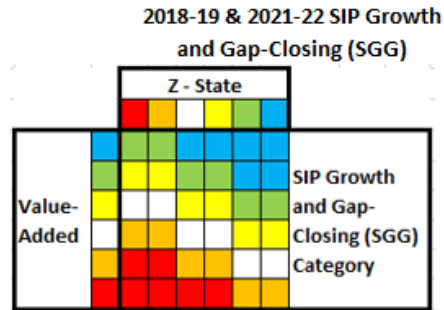 2018-19 & 2021-22 SIP Growth
and Gap-Closing (SGG)
Z - State
Value-
Added
SIP Growth
and Gap-
Closing (SGG)
Category